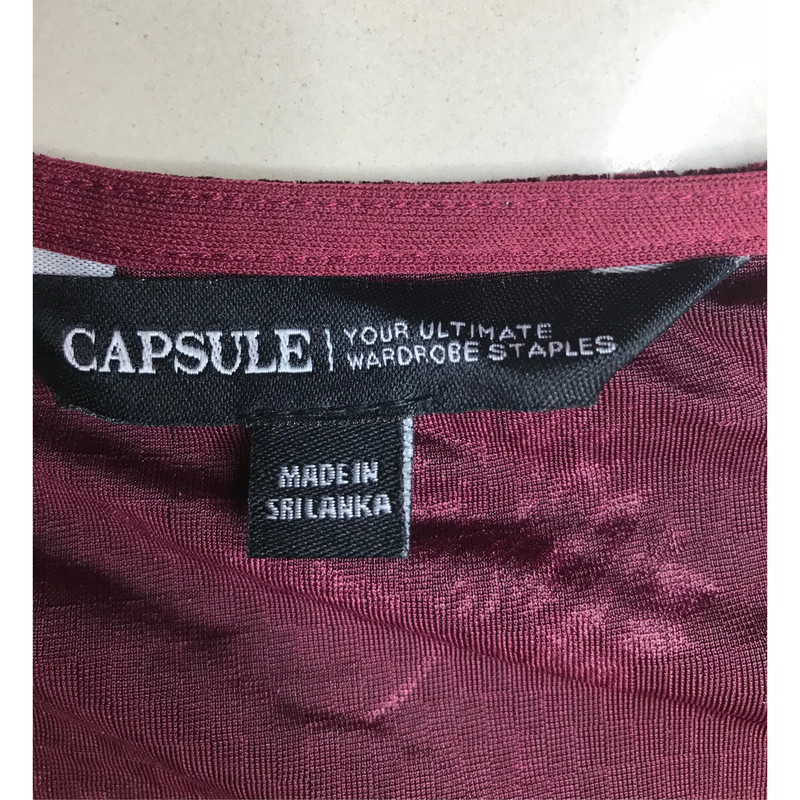 CAPSULE
YOUR ULTIMATE
WARDROBE STAPLES
MADE IN
SRI LANKA